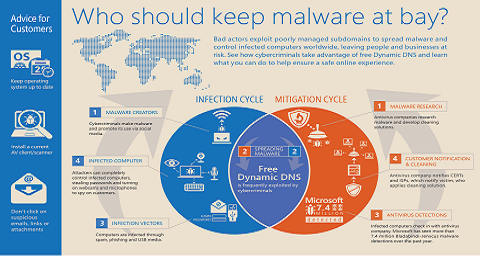 Advice for
Customers
OS
Keep operating
system up to date
Install a current
AV client/scanner
Don't click on
suspicious
emails, links or
attachments
Who should keep malware at bay?
Bad actors exploit poorly managed subdomains to spread malware and
control infected computers worldwide, leaving people and businesses at
risk. See how cybercriminals take advantage of free Dynamic DNS and learn
what you can do to help ensure a safe online experience.
INFECTION CYCLE
MITIGATION CYCLE
1 MALWARE CREATORS
Cybercriminals make malware
and promote its use via social
media.
4 INFECTED COMPUTER
Attackers can completely
control infected computers,
stealing passwords and turning
on webcams and microphones
to spy on customers.
3 INFECTION VECTORS
Computers are infected through
spam, phishing and USB media.
2 SPREADING MALWARE 2
Free
Dynamic DNS
is frequently exploited by
cybercriminals
1 MALWARE RESEARCH
Antivirus companies research
malware and develop cleaning
solutions.
4 CUSTOMER NOTIFICATION
& CLEANING
Antivirus company notifies CERTs
and ISPs, which notify victim, who
applies cleaning solution.
Microsoft
7.4 MILLION
detected
3 ANTIVIRUS DETECTIONS
Infected computers check in with antivirus
company. Microsoft has seen more than
7.4 million Bladabindi-Jenxcus malware
detections over the past year.